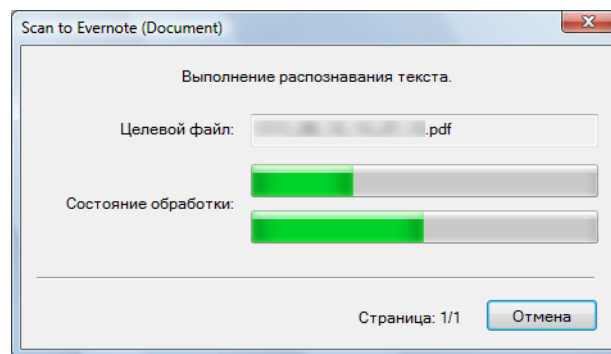 Scan to Evernote (Document)
Выполнение распознавания текста.
Целевой файл: .pdf
Состояние обработки:
Страница: 1/1 Отмена